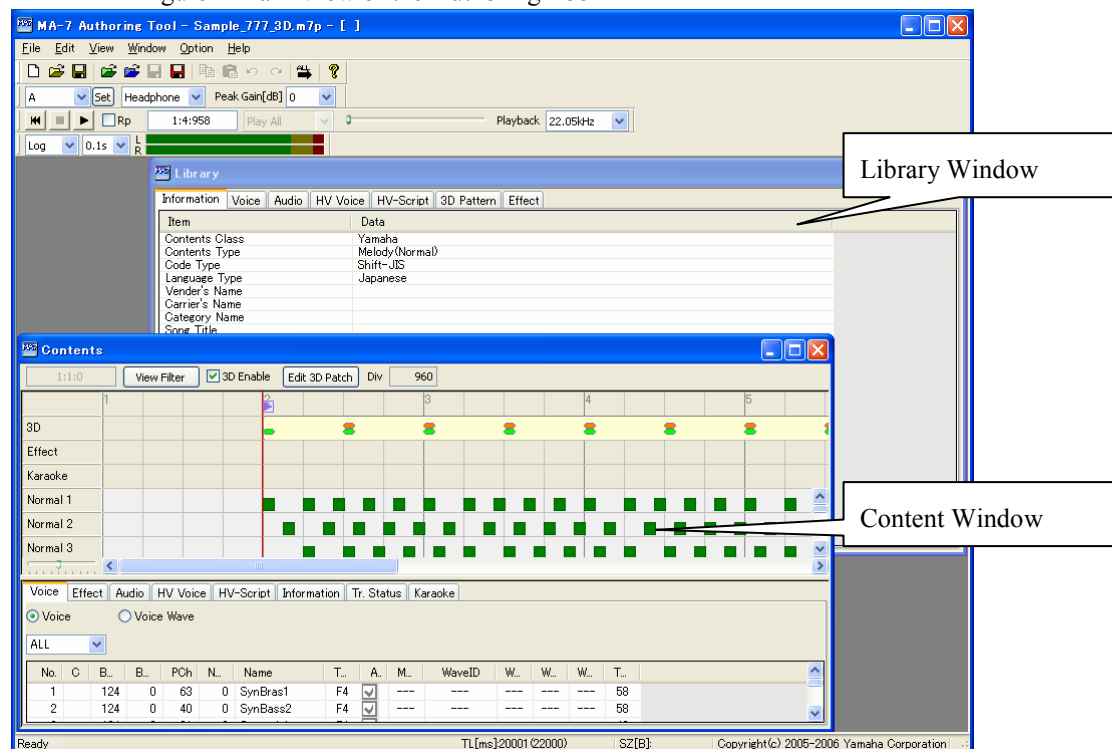 MA-7 Authoring Tool - Sample_777_3D.m7p - [ ]
File Edit View Window Option Help
A Set Headphone Peak Gain[dB] 0
Rp 1:4:958 Play All Playback 22.05kHz
Log 0.1s L R
Library Window
Library
Information Voice Audio HV Voice HV-Script 3D Pattern Effect
Item Data
Contents Class Yamaha
Contents Type Melody(Normal)
Code Type Shift-JIS
Language Type Japanese
Vender's Name
Carrier's Name
Category Name
Song Title
Contents
1:1:0 View Filter 3D Enable Edit 3D Patch Div 960
1 2 3 4 5
3D
Effect
Karaoke
Normal 1
Normal 2
Normal 3
Content Window
Voice Effect Audio HV Voice HV-Script Information Tr. Status Karaoke
Voice Voice Wave
ALL
No. C B... B... PCh N... Name T... A. M... WaveID W... W... W... T...
1 124 0 63 0 SynBras1 F4 --- --- --- --- --- 58
2 124 0 40 0 SynBass2 F4 --- --- --- --- --- 58
Ready TL[ms]:20001(22000) SZ[B]: Copyright(c) 2005-2006 Yamaha Corporation